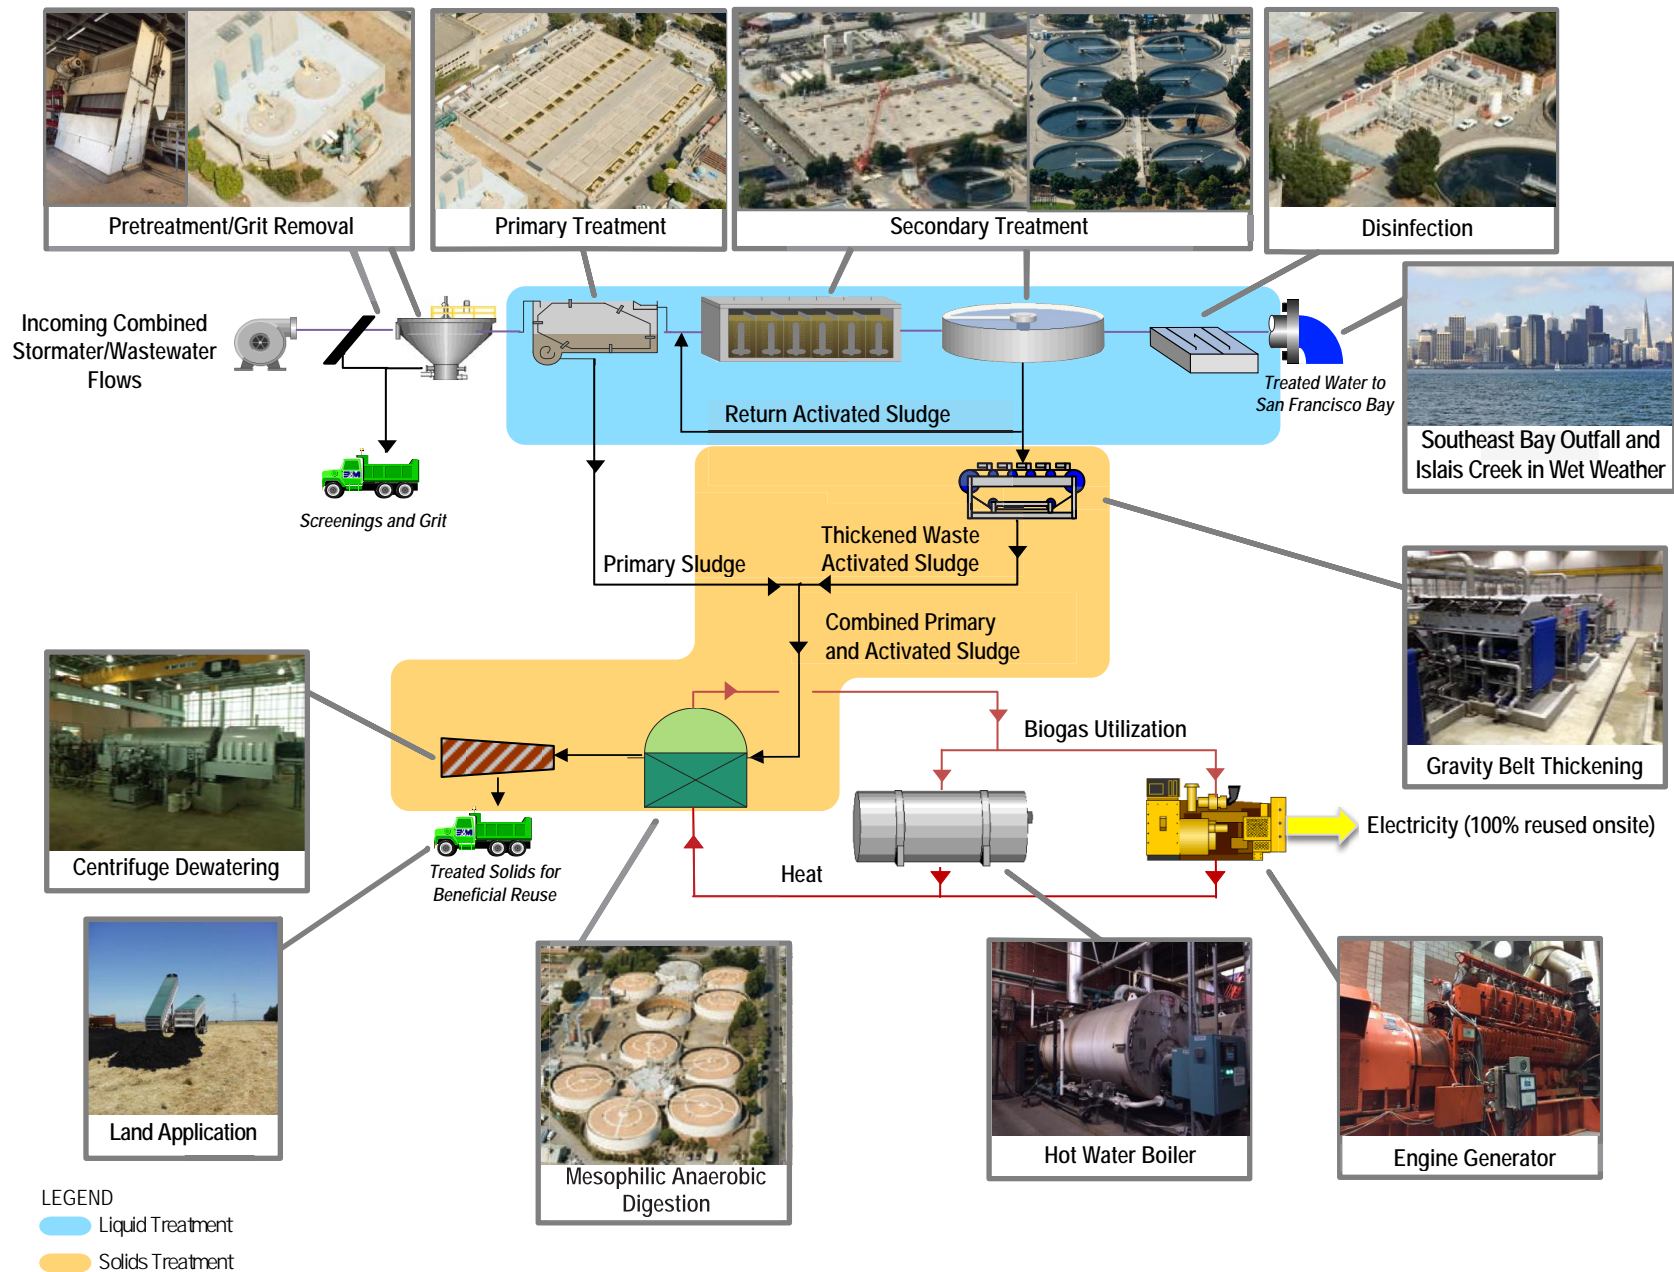 Pretreatment/Grit Removal
Primary Treatment
Secondary Treatment
Disinfection
Incoming Combined
Stormater/Wastewater
Flows
Treated Water to
San Francisco Bay
Southeast Bay Outfall and
Islais Creek in Wet Weather
Return Activated Sludge
Screenings and Grit
Thickened Waste
Activated Sludge
Primary Sludge
Combined Primary
and Activated Sludge
Gravity Belt Thickening
Biogas Utilization
Centrifuge Dewatering
Electricity (100% reused onsite)
Treated Solids for
Beneficial Reuse
Heat
Land Application
Mesophilic Anaerobic
Digestion
Hot Water Boiler
Engine Generator
LEGEND
Liquid Treatment
Solids Treatment